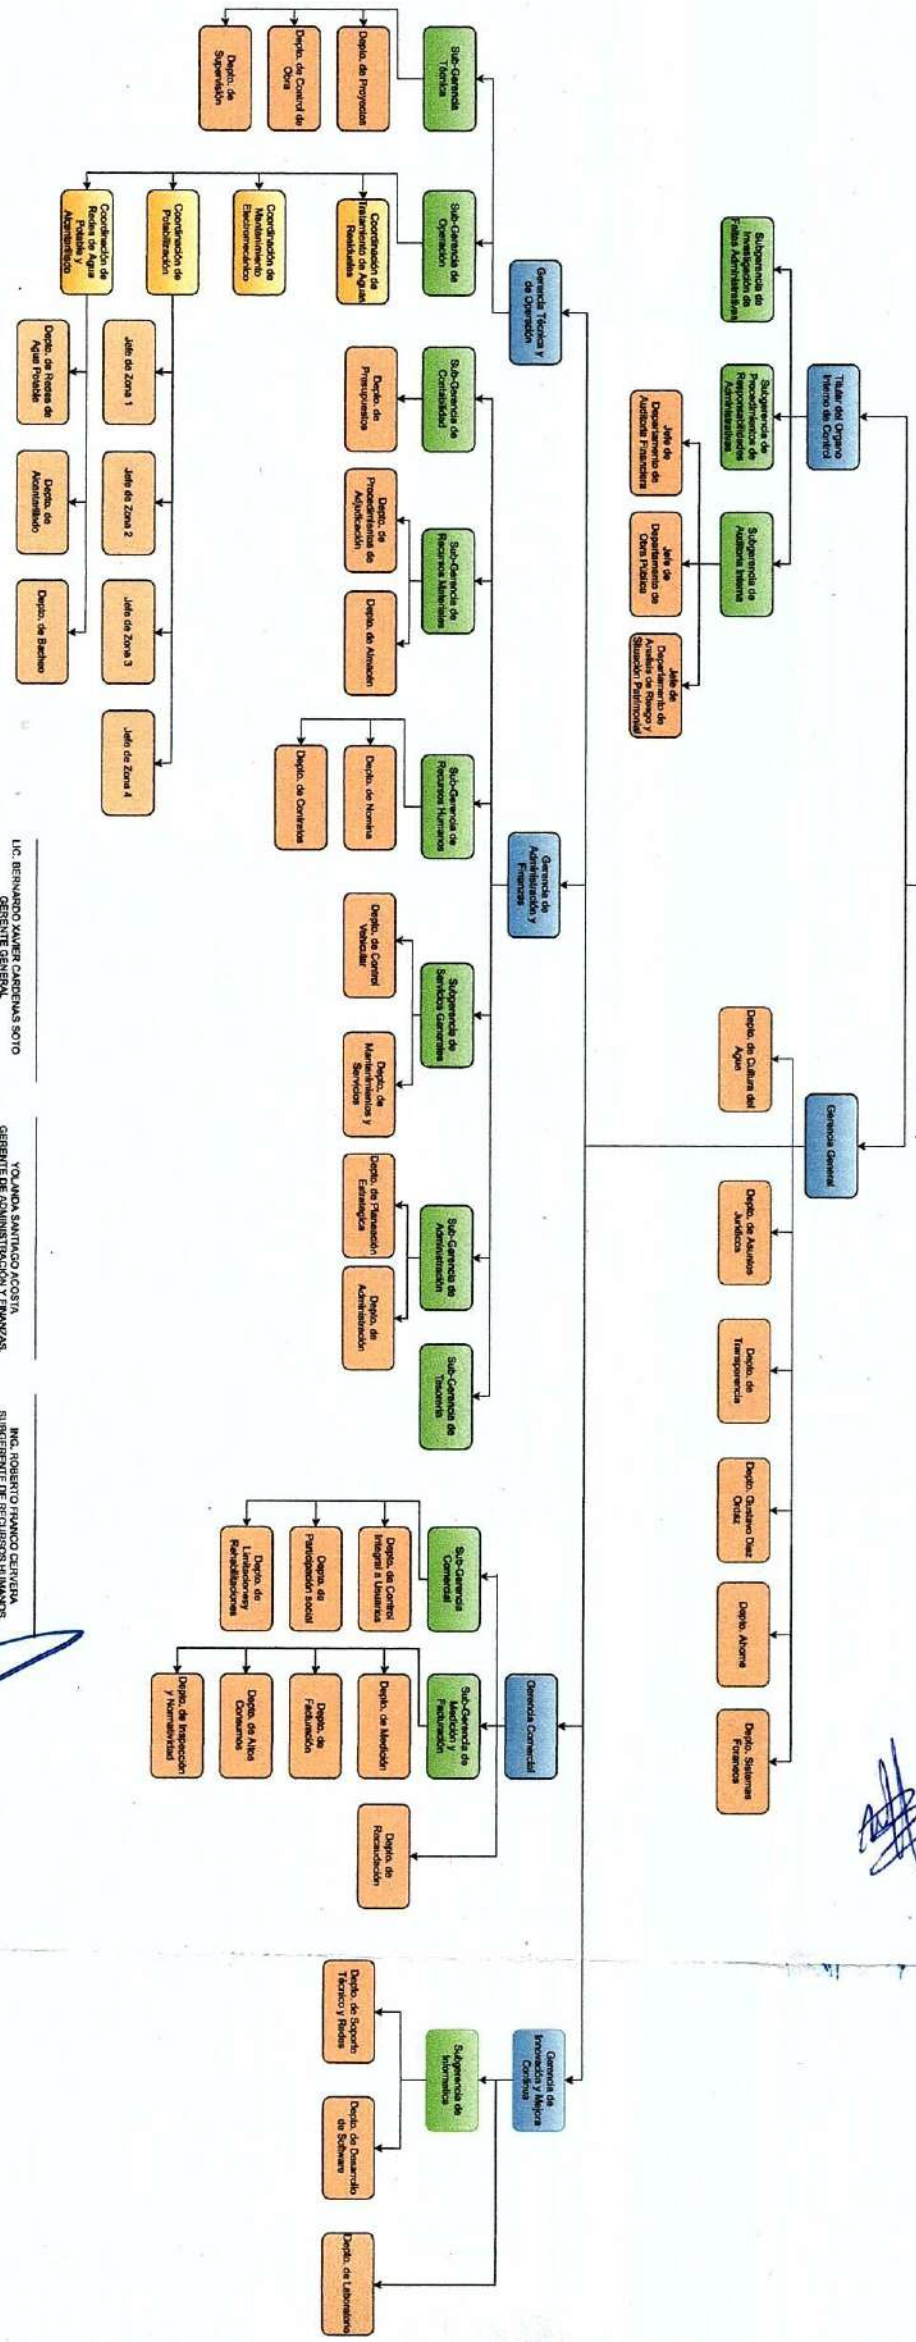 Titular del Organo
Interno de Control
Gerencia General
Subgerencia de
Investigación de
Faltas Administrativas
Subgerencia de
Procedimientos de
Responsabilidades
Administrativas
Subgerencia de
Auditoria Interna
Depto. de Cultura del
Agua
Depto. de Asuntos
Jurídicos
Depto. de
Transparencia
Depto. Gustavo Díaz
Ordaz
Depto. Ahome
Depto. Sistemas
Foraneos
Jefe de
Departamento de
Auditoria Financiera
Jefe de
Departamento de
Obra Pública
Jefe de
Departamento de
Analisis de Riesgo y
Situación Patrimonial
Gerencia Técnica y
de Operación
Gerencia de
Administración y
Finanzas
Gerencia Comercial
Gerencia de
Innovación y Mejora
Continua
Sub-Gerencia
Técnica
Sub-Gerencia de
Operación
Sub-Gerencia de
Contabilidad
Sub-Gerencia de
Recursos Materiales
Sub-Gerencia de
Recursos Humanos
Subgerencia de
Servicios Generales
Sub-Gerencia de
Administración
Sub-Gerencia de
Tesorería
Sub-Gerencia
Comercial
Sub-Gerencia de
Medición y
Facturación
Depto. de
Recaudación
Subgerencia de
Informatica
Depto. de Laboratorio
Depto. de Proyectos
Depto. de Control de
Obra
Depto. de
Supervisión
Coordinación de
Tratamiento de Aguas
Residuales
Coordinación de
Mantenimiento
Electromecánico
Coordinación de
Potabilización
Coordinación de
Redes de Agua
Potable y
Alcantarillado
Depto. de
Presupuestos
Depto. de
Procedimientos de
Adjudicación
Depto. de Almacén
Depto. de Nomina
Depto. de Contratos
Depto. de Control
Vehicular
Depto. de
Mantenimientos y
Servicios
Depto. de Planeación
Estratégica
Depto. de
Administración
Depto. de Control
Integral a Usuarios
Depto. de
Participación social
Depto. de
Limitaciones y
Rehabilitaciones
Depto. de Medición
Depto. de
Facturación
Depto. de Altos
Consumos
Depto. de Inspección
y Normatividad
Depto. de Soporte
Técnico y Redes
Depto. de Desarrollo
de Software
Jefe de Zona 1
Jefe de Zona 2
Jefe de Zona 3
Jefe de Zona 4
Depto. de Redes de
Agua Potable
Depto. de
Alcantarillado
Depto. de Bacheo
LIC. BERNARDO XAVIER CARDENAS SOTO
GERENTE GENERAL
YOLANDA SANTIAGO ACOSTA
GERENTE DE ADMINISTRACIÓN Y FINANZAS
ING. ROBERTO FRANCO CERVERA
SUBGERENTE DE RECURSOS HUMANOS